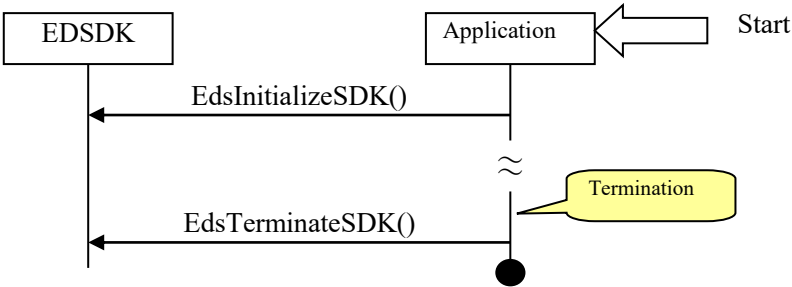 EDSDK
Application
Start
EdsInitializeSDK()
Termination
EdsTerminateSDK()